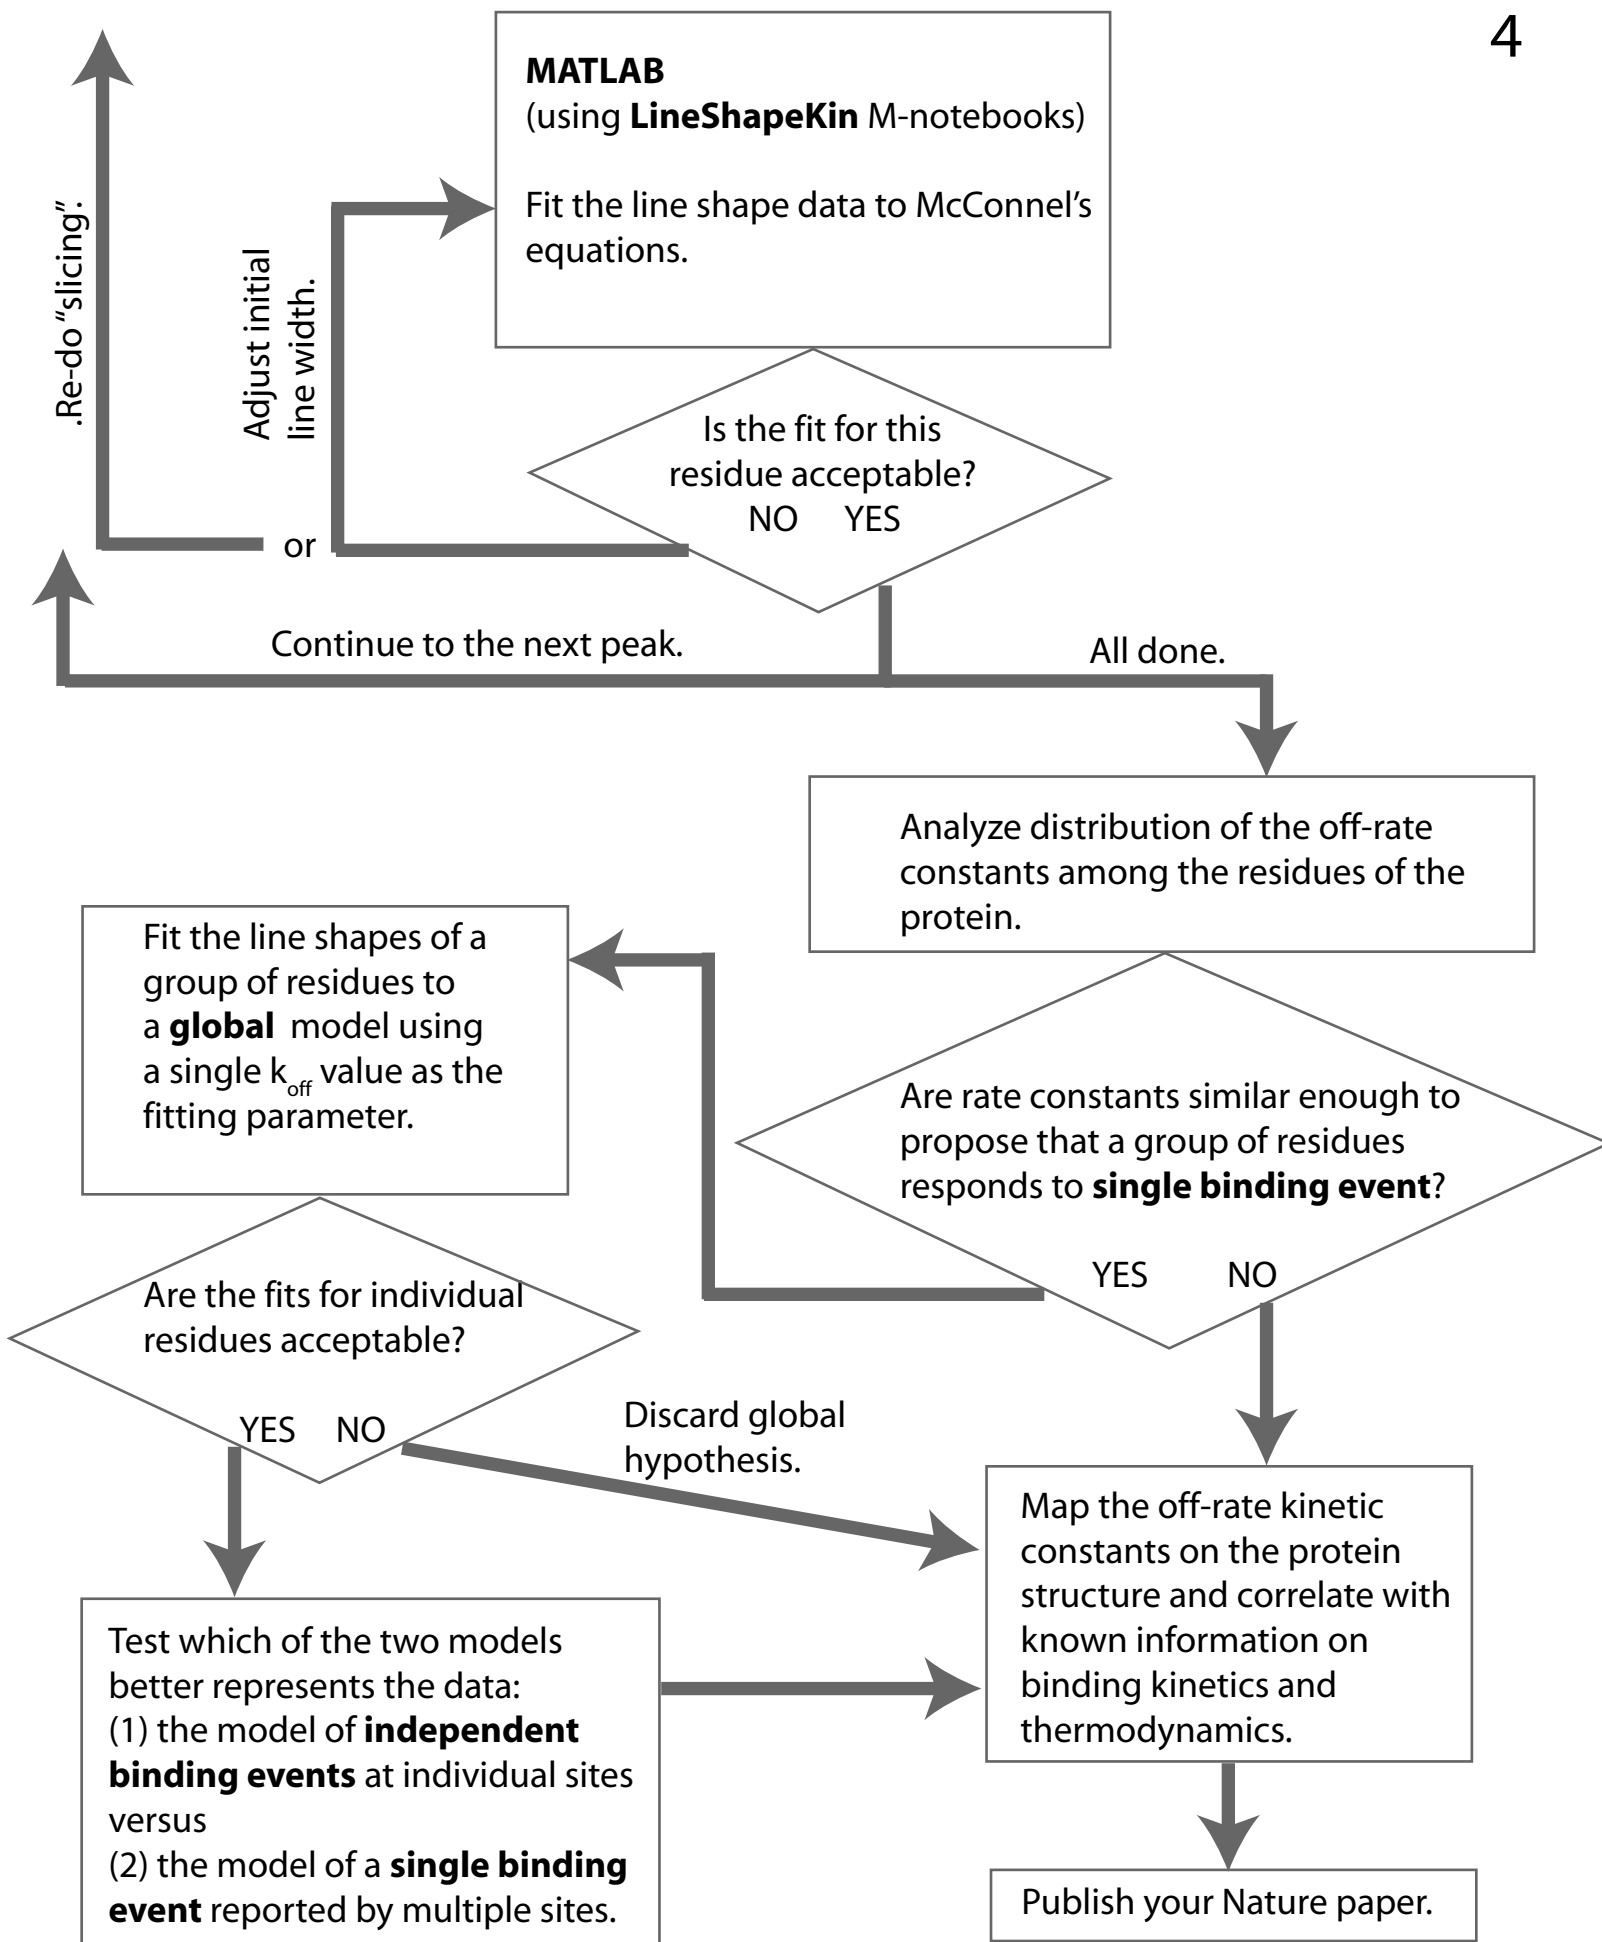 4
MATLAB
(using LineShapeKin M-notebooks)
Fit the line shape data to McConnel's
equations.
.Re-do "slicing".
Adjust initial
line width.
Is the fit for this
residue acceptable?
NO YES
or
Continue to the next peak.
All done.
Analyze distribution of the off-rate
constants among the residues of the
protein.
Fit the line shapes of a
group of residues to
a global model using
a single koff value as the
fitting parameter.
Are rate constants similar enough to
propose that a group of residues
responds to single binding event?
YES NO
Are the fits for individual
residues acceptable?
YES NO
Discard global
hypothesis.
Map the off-rate kinetic
constants on the protein
structure and correlate with
known information on
binding kinetics and
thermodynamics.
Test which of the two models
better represents the data:
(1) the model of independent
binding events at individual sites
versus
(2) the model of a single binding
event reported by multiple sites.
Publish your Nature paper.